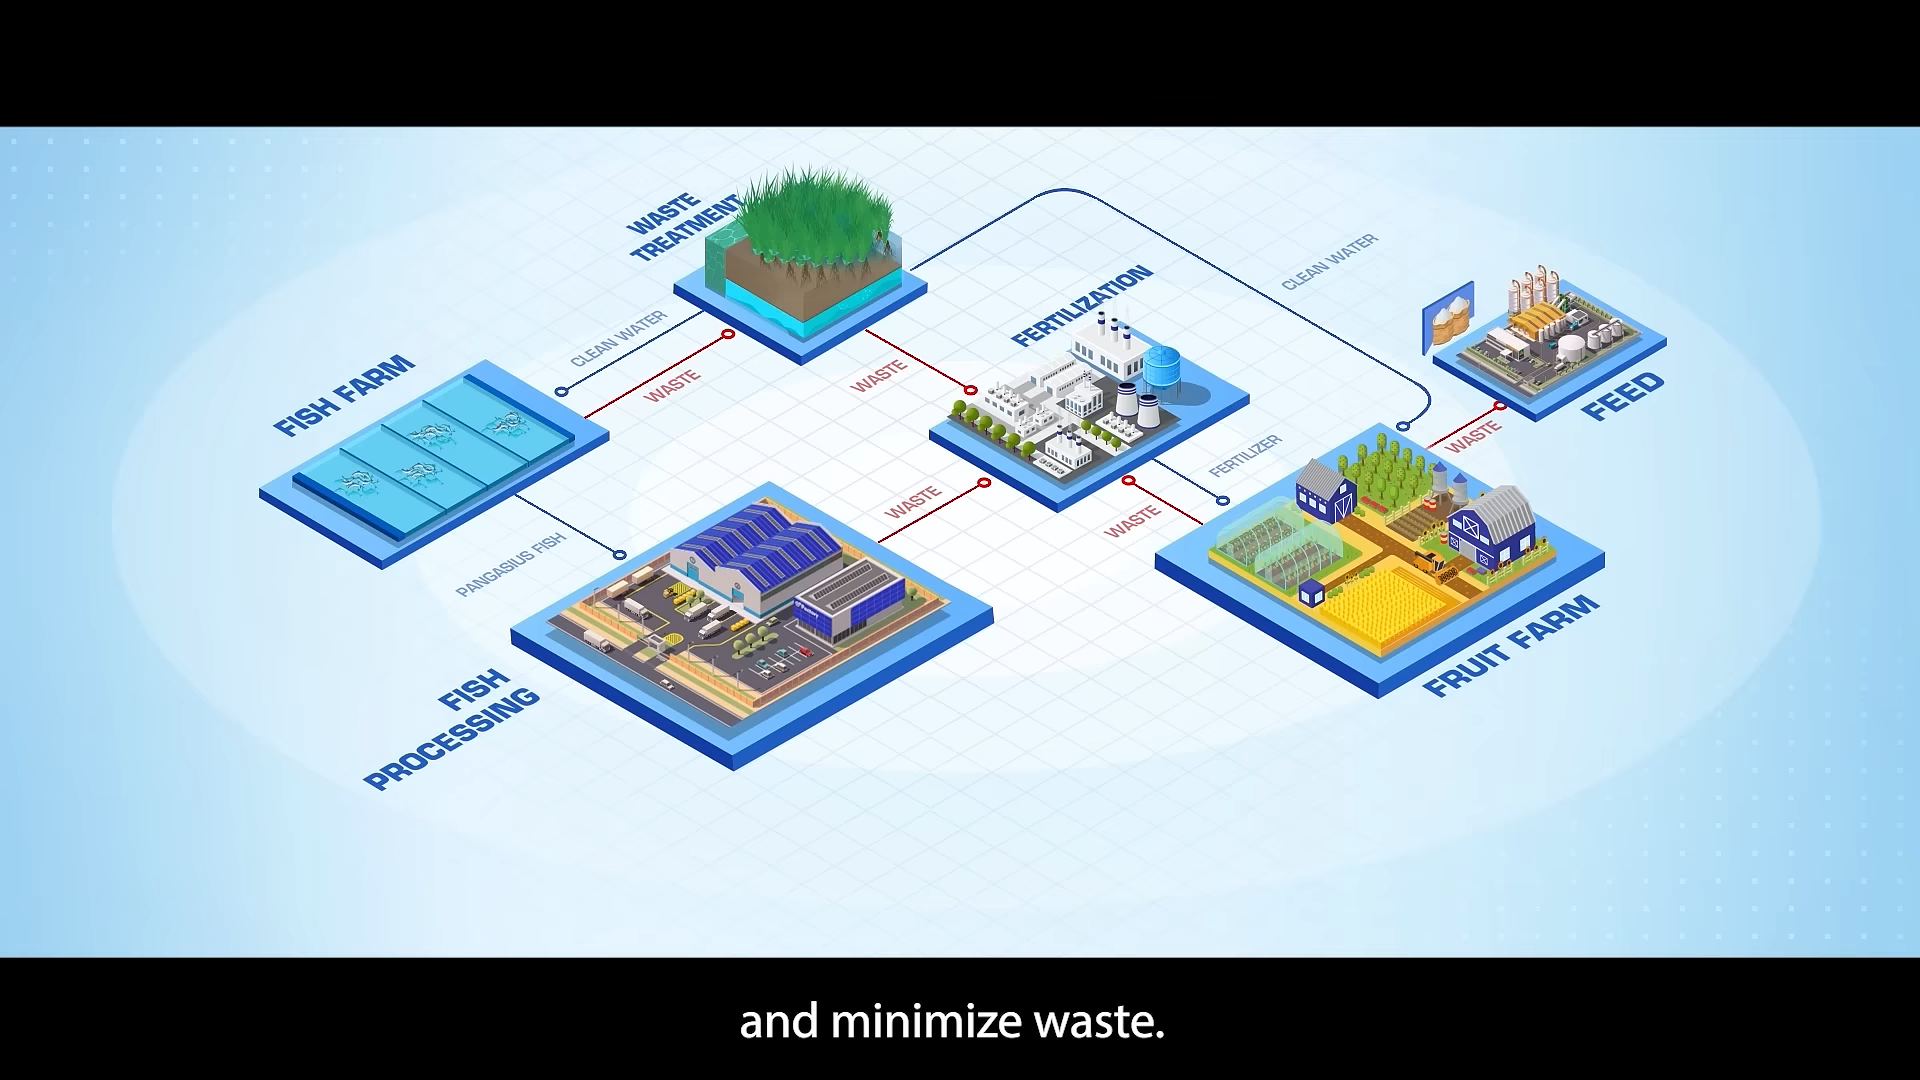 WASTE
TREATMENT
CLEAN WATER
FERTILIZATION
CLEAN WATER
FISH FARM
WASTE
WASTE
FEED
WASTE
FERTILIZER
WASTE
WASTE
PANGASIUS FISH
FRUIT FARM
FISH
PROCESSING
and minimize waste.